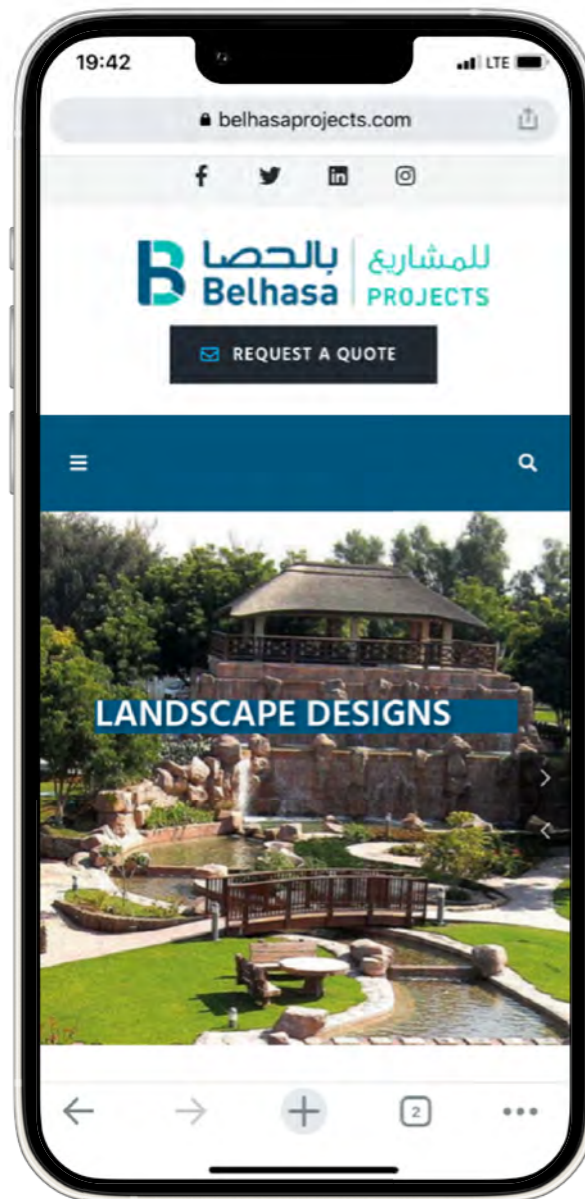 19:42
LTE
belhasaprojects.com
بالحصا
للمشاريع
Belhasa
PROJECTS
REQUEST A QUOTE
LANDSCAPE DESIGNS
2